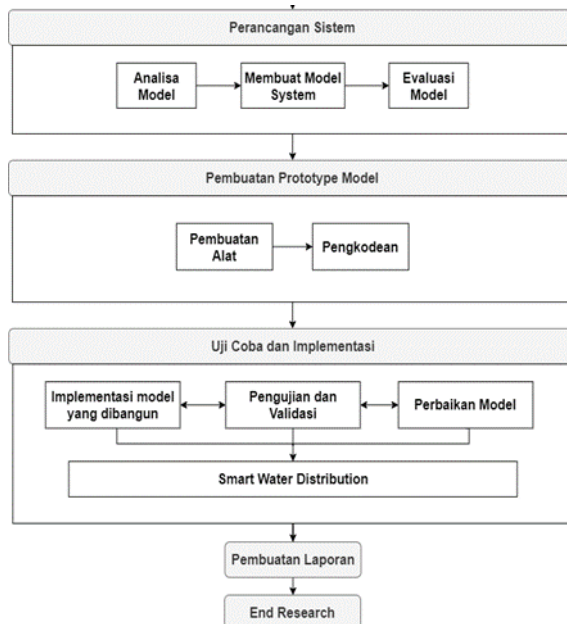 Perancangan Sistem
Analisa
Model
Membuat Model
System
Evaluasi
Model
Pembuatan Prototype Model
Pembuatan
Alat
Pengkodean
Uji Coba dan Implementasi
Implementasi model
yang dibangun
Pengujian dan
Validasi
Perbaikan Model
Smart Water Distribution
Pembuatan Laporan
End Research